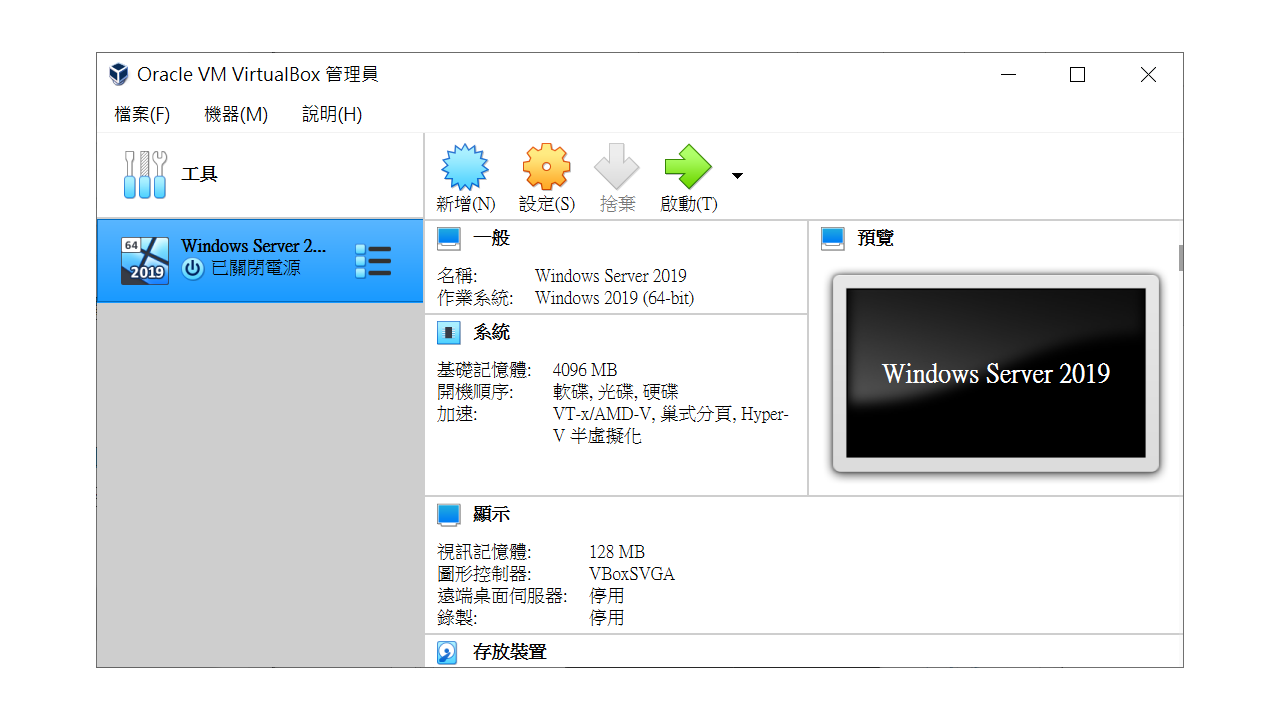 Oracle VM VirtualBox 管理員
檔案(F) 機器(M) 說明(H)
工具
新增(N) 設定(S) 捨棄 啟動(T)
64
2019
Windows Server 2...
已關閉電源
一般
名稱: Windows Server 2019
作業系統: Windows 2019 (64-bit)
系統
基礎記憶體: 4096 MB
開機順序: 軟碟, 光碟, 硬碟
加速: VT-x/AMD-V, 巢式分頁, Hyper-
V 半虛擬化
預覽
Windows Server 2019
顯示
視訊記憶體: 128 MB
圖形控制器: VBoxSVGA
遠端桌面伺服器: 停用
錄製: 停用
存放裝置